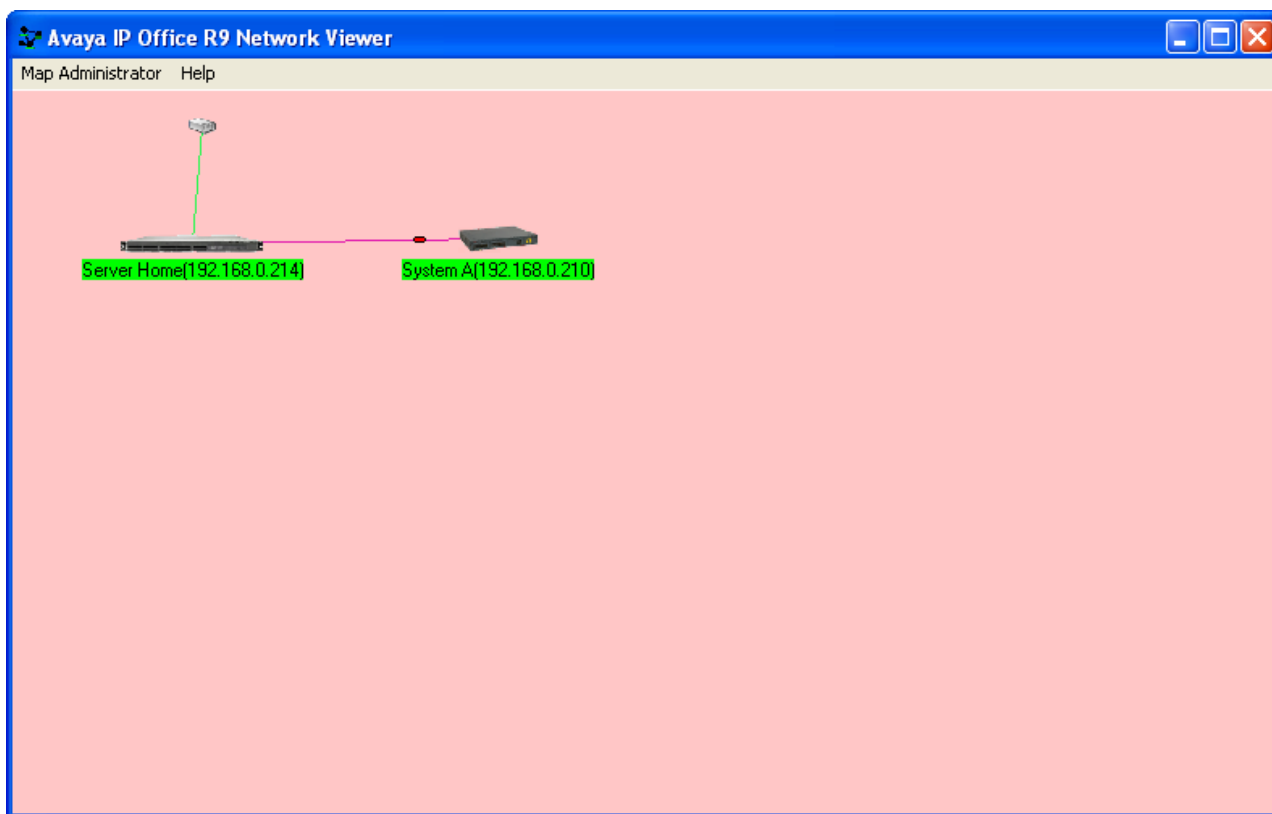 Avaya IP Office R9 Network Viewer
Map Administrator Help
Server Home(192.168.0.214) System A(192.168.0.210)